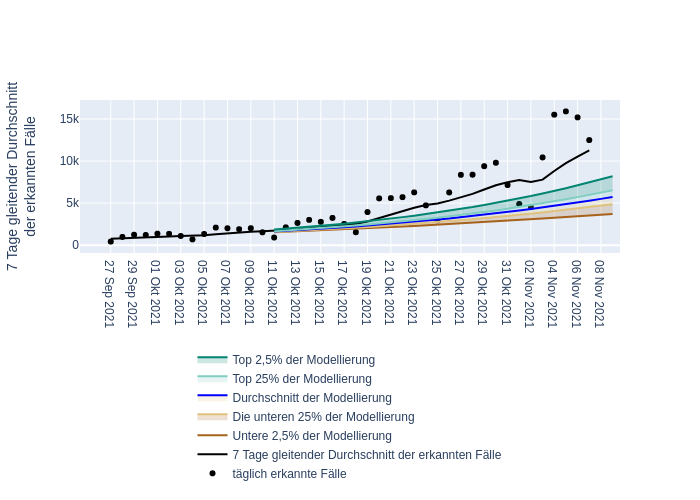 7 Tage gleitender Durchschnitt
der erkannten Fälle
15k
10k
5k
0
27 Sep 2021
29 Sep 2021
01 Okt 2021
03 Okt 2021
05 Okt 2021
07 Okt 2021
09 Okt 2021
11 Okt 2021
13 Okt 2021
15 Okt 2021
17 Okt 2021
19 Okt 2021
21 Okt 2021
23 Okt 2021
25 Okt 2021
27 Okt 2021
29 Okt 2021
31 Okt 2021
02 Nov 2021
04 Nov 2021
06 Nov 2021
08 Nov 2021
Top 2,5% der Modellierung
Top 25% der Modellierung
Durchschnitt der Modellierung
Die unteren 25% der Modellierung
Untere 2,5% der Modellierung
7 Tage gleitender Durchschnitt der erkannten Fälle
täglich erkannte Fälle